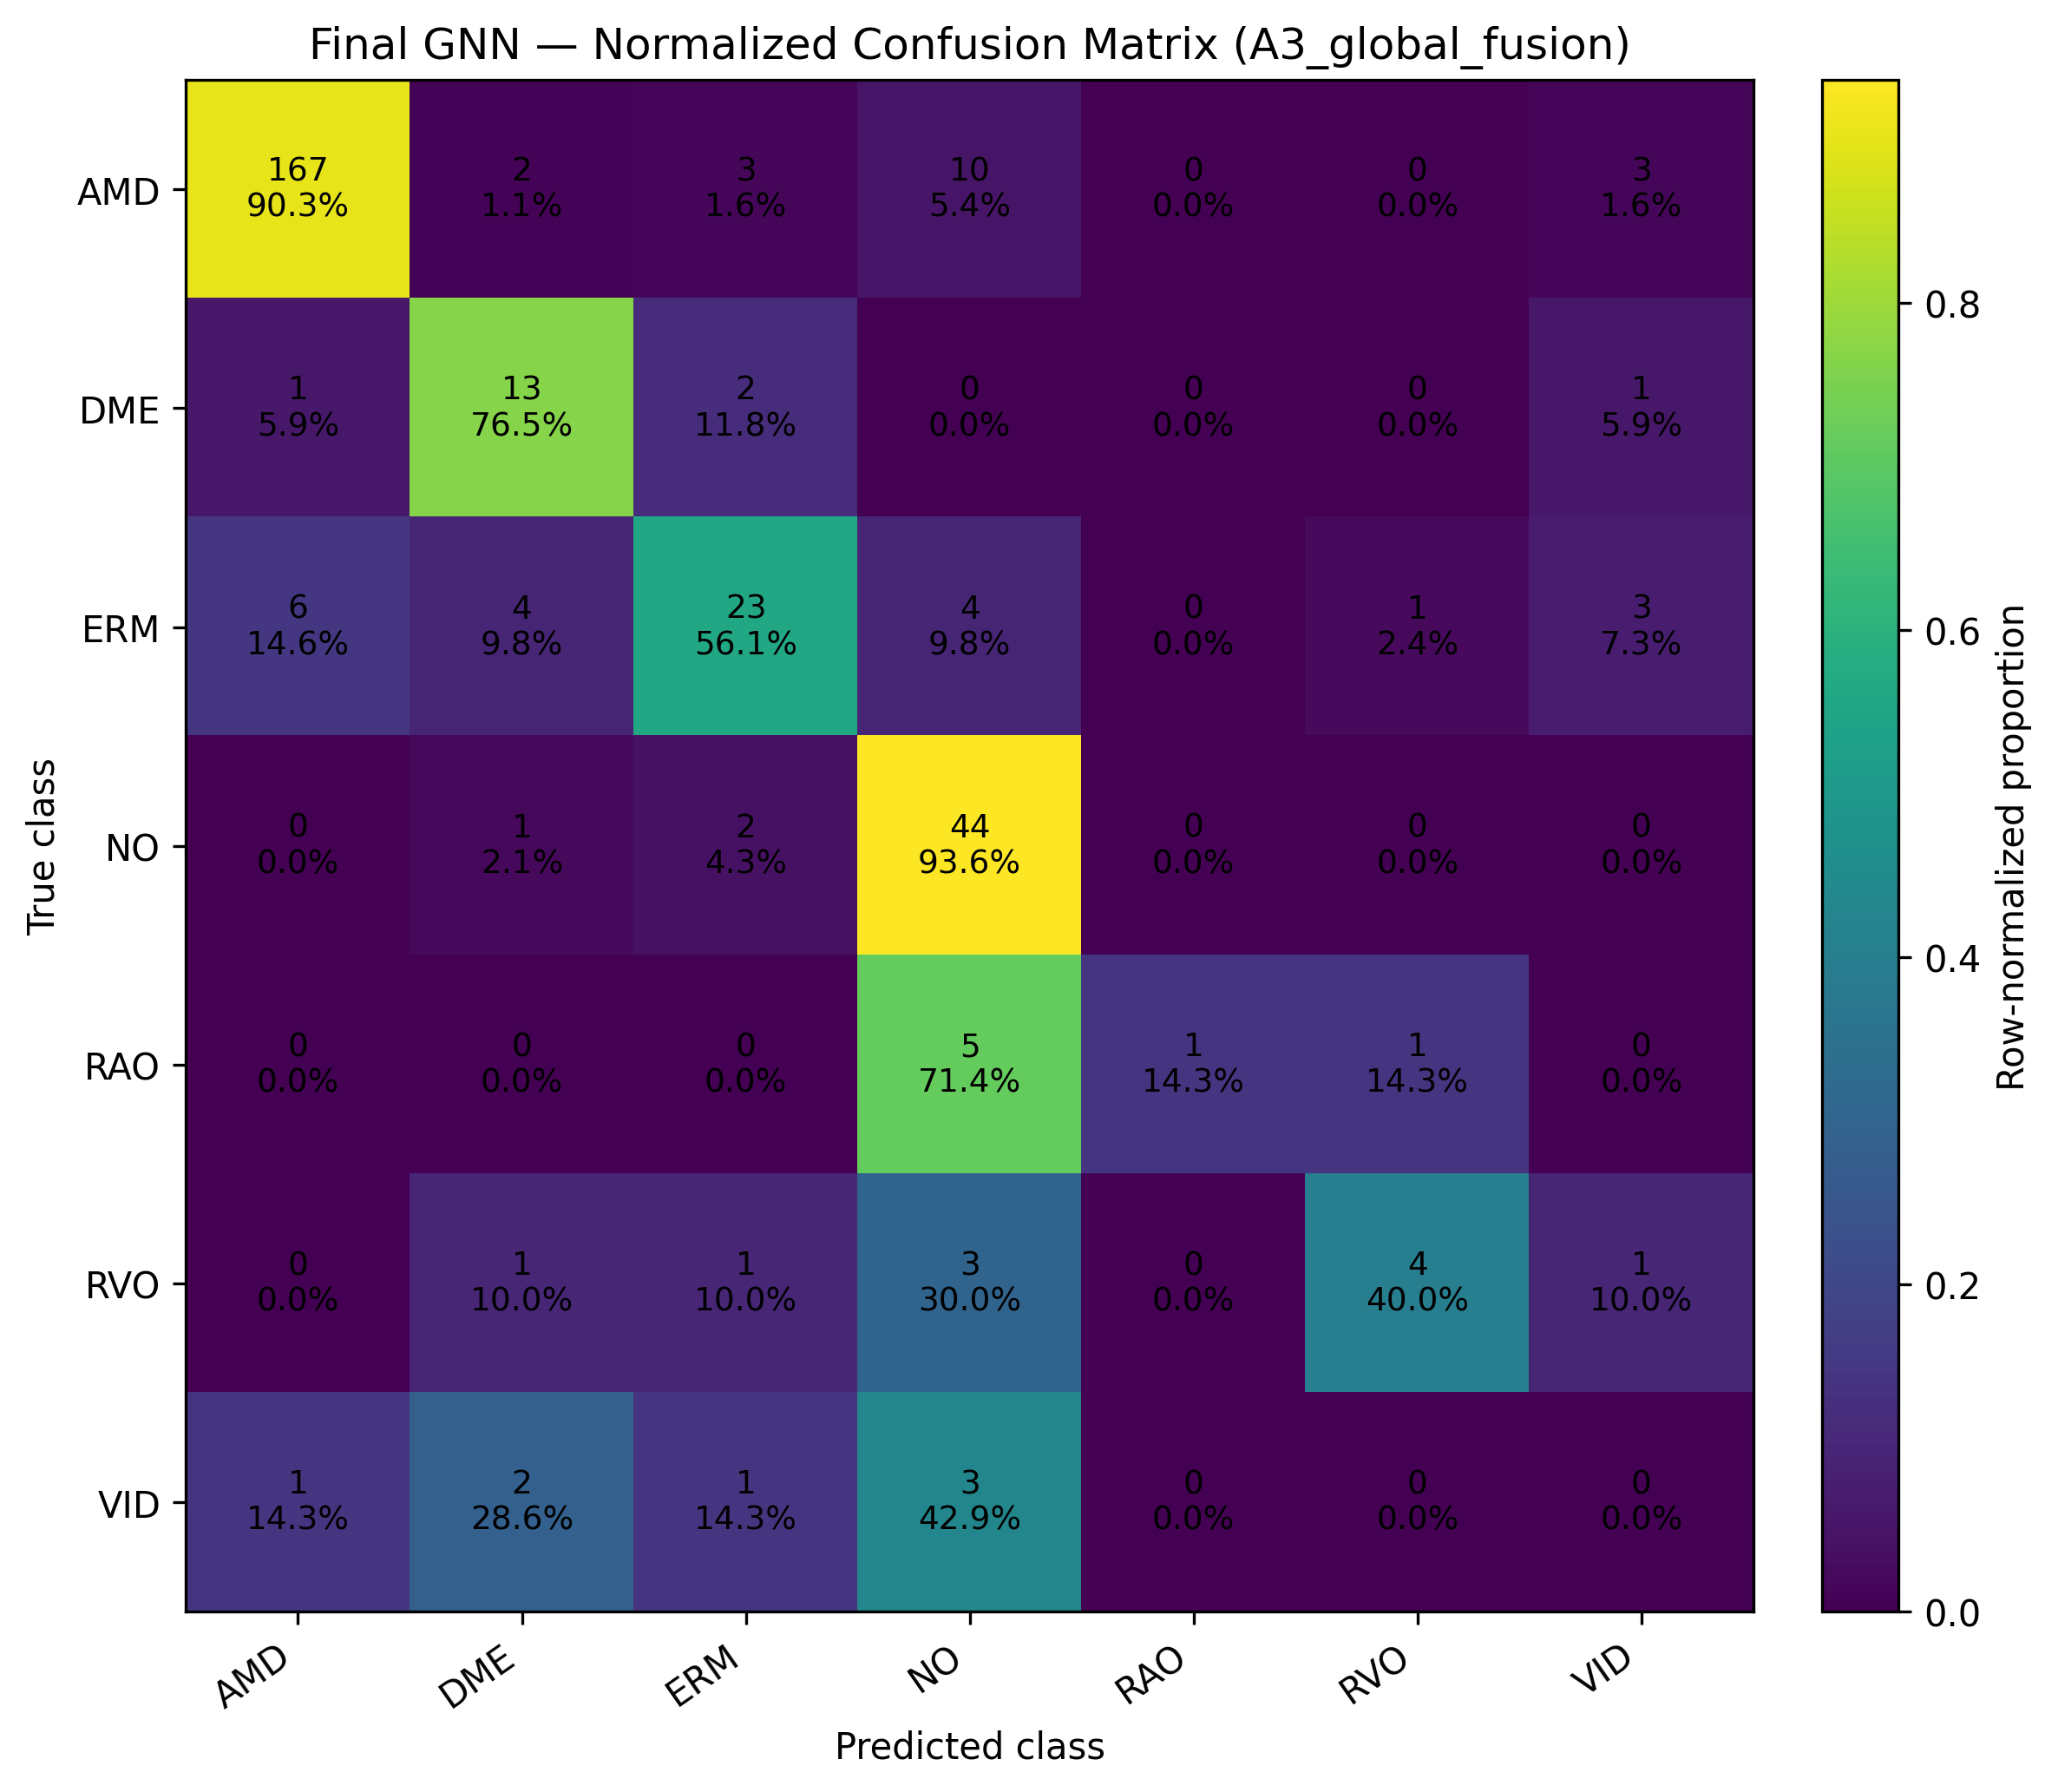 Final GNN — Normalized Confusion Matrix (A3_global_fusion)
True class
AMD
167 2 3 10 0 0 3
90.3% 1.1% 1.6% 5.4% 0.0% 0.0% 1.6%
DME
1 13 2 0 0 0 1
5.9% 76.5% 11.8% 0.0% 0.0% 0.0% 5.9%
ERM
6 4 23 4 0 1 3
14.6% 9.8% 56.1% 9.8% 0.0% 2.4% 7.3%
NO
0 1 2 44 0 0 0
0.0% 2.1% 4.3% 93.6% 0.0% 0.0% 0.0%
RAO
0 0 0 5 1 1 0
0.0% 0.0% 0.0% 71.4% 14.3% 14.3% 0.0%
RVO
0 1 1 3 0 4 1
0.0% 10.0% 10.0% 30.0% 0.0% 40.0% 10.0%
VID
1 2 1 3 0 0 0
14.3% 28.6% 14.3% 42.9% 0.0% 0.0% 0.0%
AMD DME ERM NO RAO RVO VID
Predicted class
0.8
0.6
0.4
0.2
0.0
Row-normalized proportion